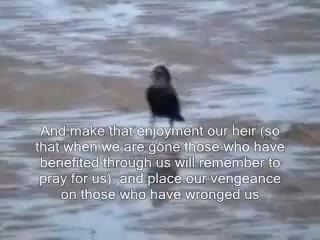 And make that enjoyment our heir (so
that when we are gone those who have
benefited through us will remember to
pray for us), and place our vengeance
on those who have wronged us